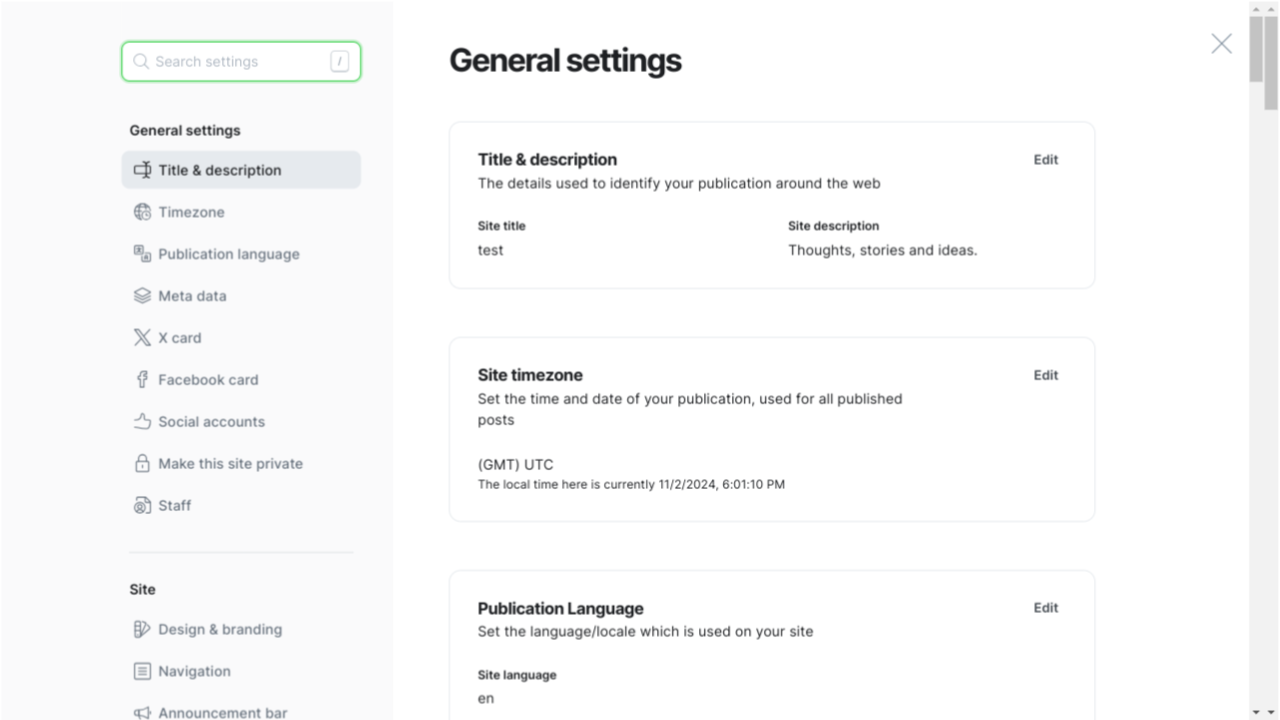 Search settings
/
General settings
Title & description
Timezone
Publication language
Meta data
X card
Facebook card
Social accounts
Make this site private
Staff
Site
Design & branding
Navigation
Announcement bar
General settings
Title & description
Edit
The details used to identify your publication around the web
Site title
Site description
test
Thoughts, stories and ideas.
Site timezone
Edit
Set the time and date of your publication, used for all published
posts
(GMT) UTC
The local time here is currently 11/2/2024, 6:01:10 PM
Publication Language
Edit
Set the language/locale which is used on your site
Site language
en